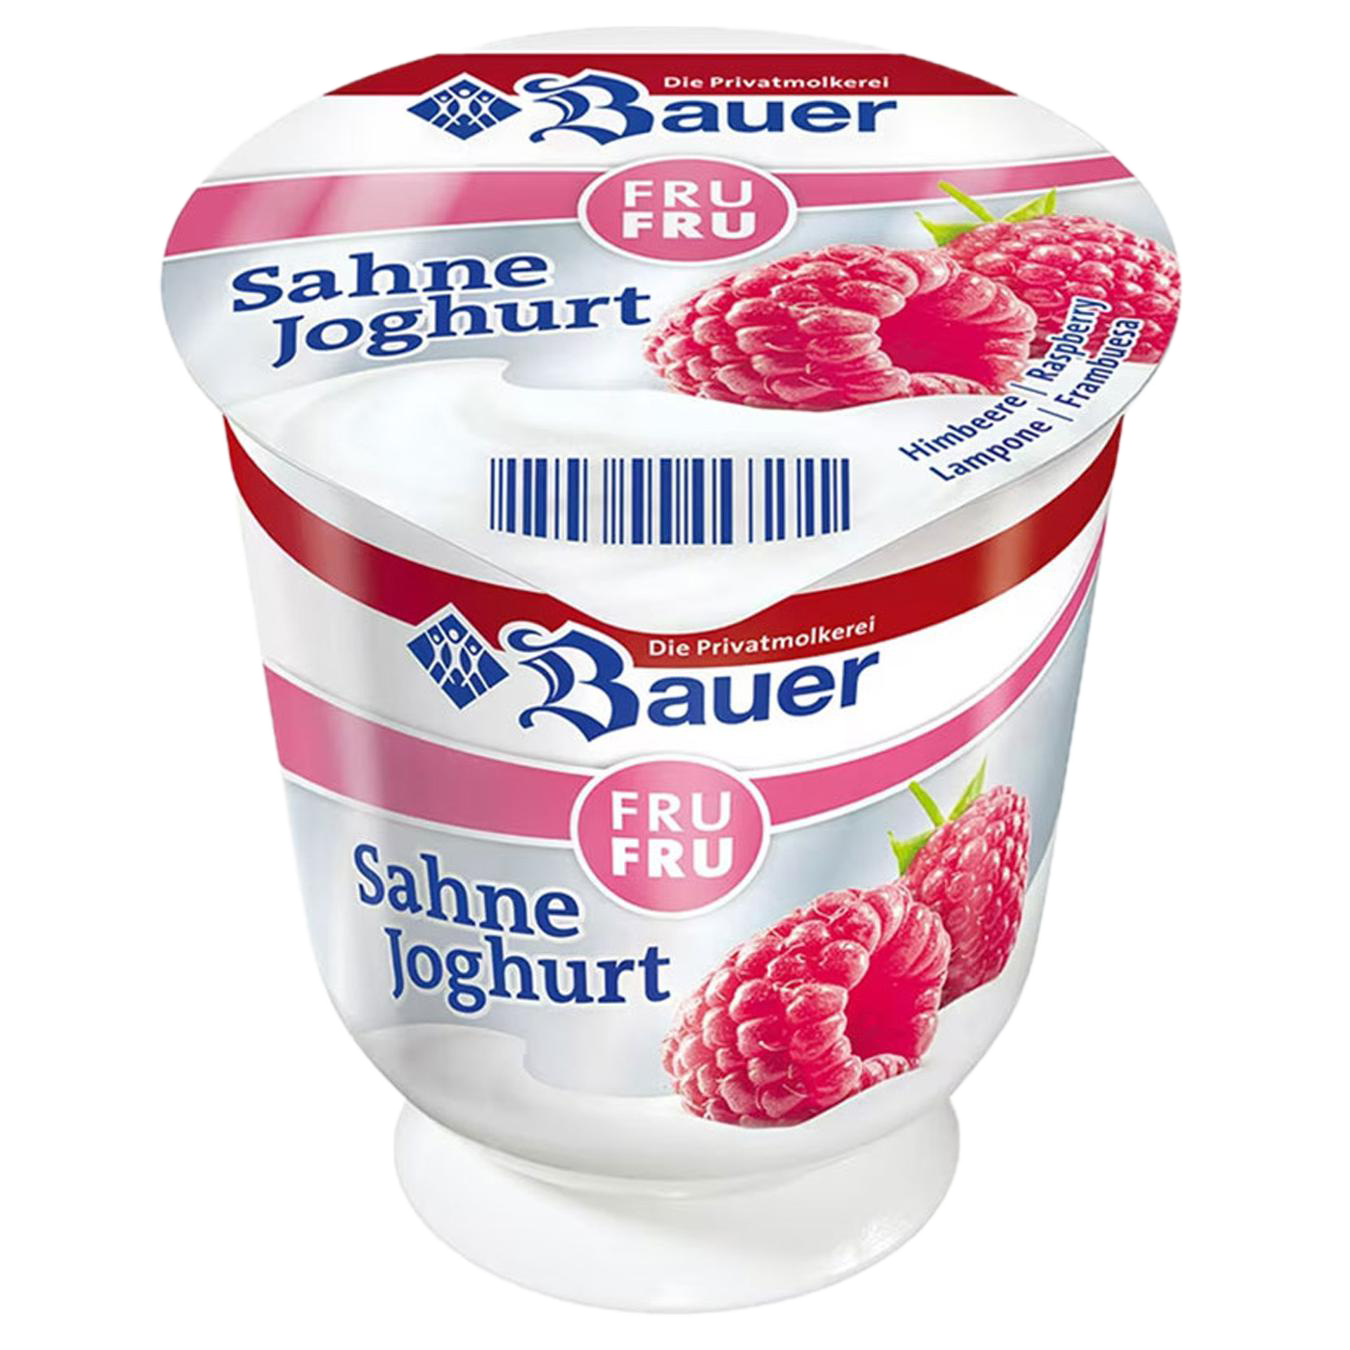 Die Privatmolkerei
Bauer
FRU
FRU
Sahne
Joghurt
Himbeere | Raspberry
Lampone | Frambuesa
Die Privatmolkerei
Bauer
FRU
FRU
Sahne
Joghurt